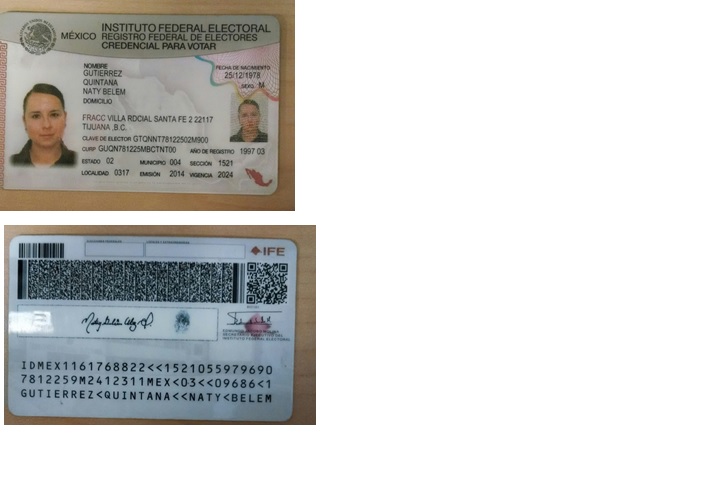 MÉXICO
INSTITUTO FEDERAL ELECTORAL
REGISTRO FEDERAL DE ELECTORES
CREDENCIAL PARA VOTAR
NOMBRE
GUTIERREZ
QUINTANA
NATY BELEM
FECHA DE NACIMIENTO
25/12/1978
SEXO M
DOMICILIO
FRACC VILLA RDCIAL SANTA FE 2 22117
TIJUANA ,B.C.
CLAVE DE ELECTOR GTQNNT78122502M900
CURP GUQN781225MBCTNT00 AÑO DE REGISTRO 1997 03
ESTADO 02 MUNICIPIO 004 SECCIÓN 1521
LOCALIDAD 0317 EMISIÓN 2014 VIGENCIA 2024
IFE
INSTITUTO FEDERAL ELECTORAL
IDMEX1161768822<<1521055979690
7812259M2412311MEX<03<<09686<1
GUTIERREZ<QUINTANA<<NATY<BELEM